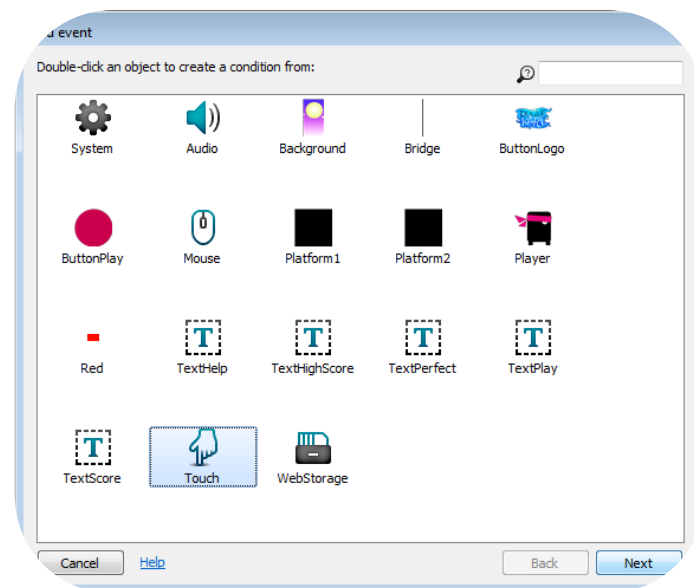 event
Double-click an object to create a condition from:
System Audio Background Bridge ButtonLogo
ButtonPlay Mouse Platform1 Platform2 Player
Red TextHelp TextHighScore TextPerfect TextPlay
TextScore Touch WebStorage
Cancel Help Back Next